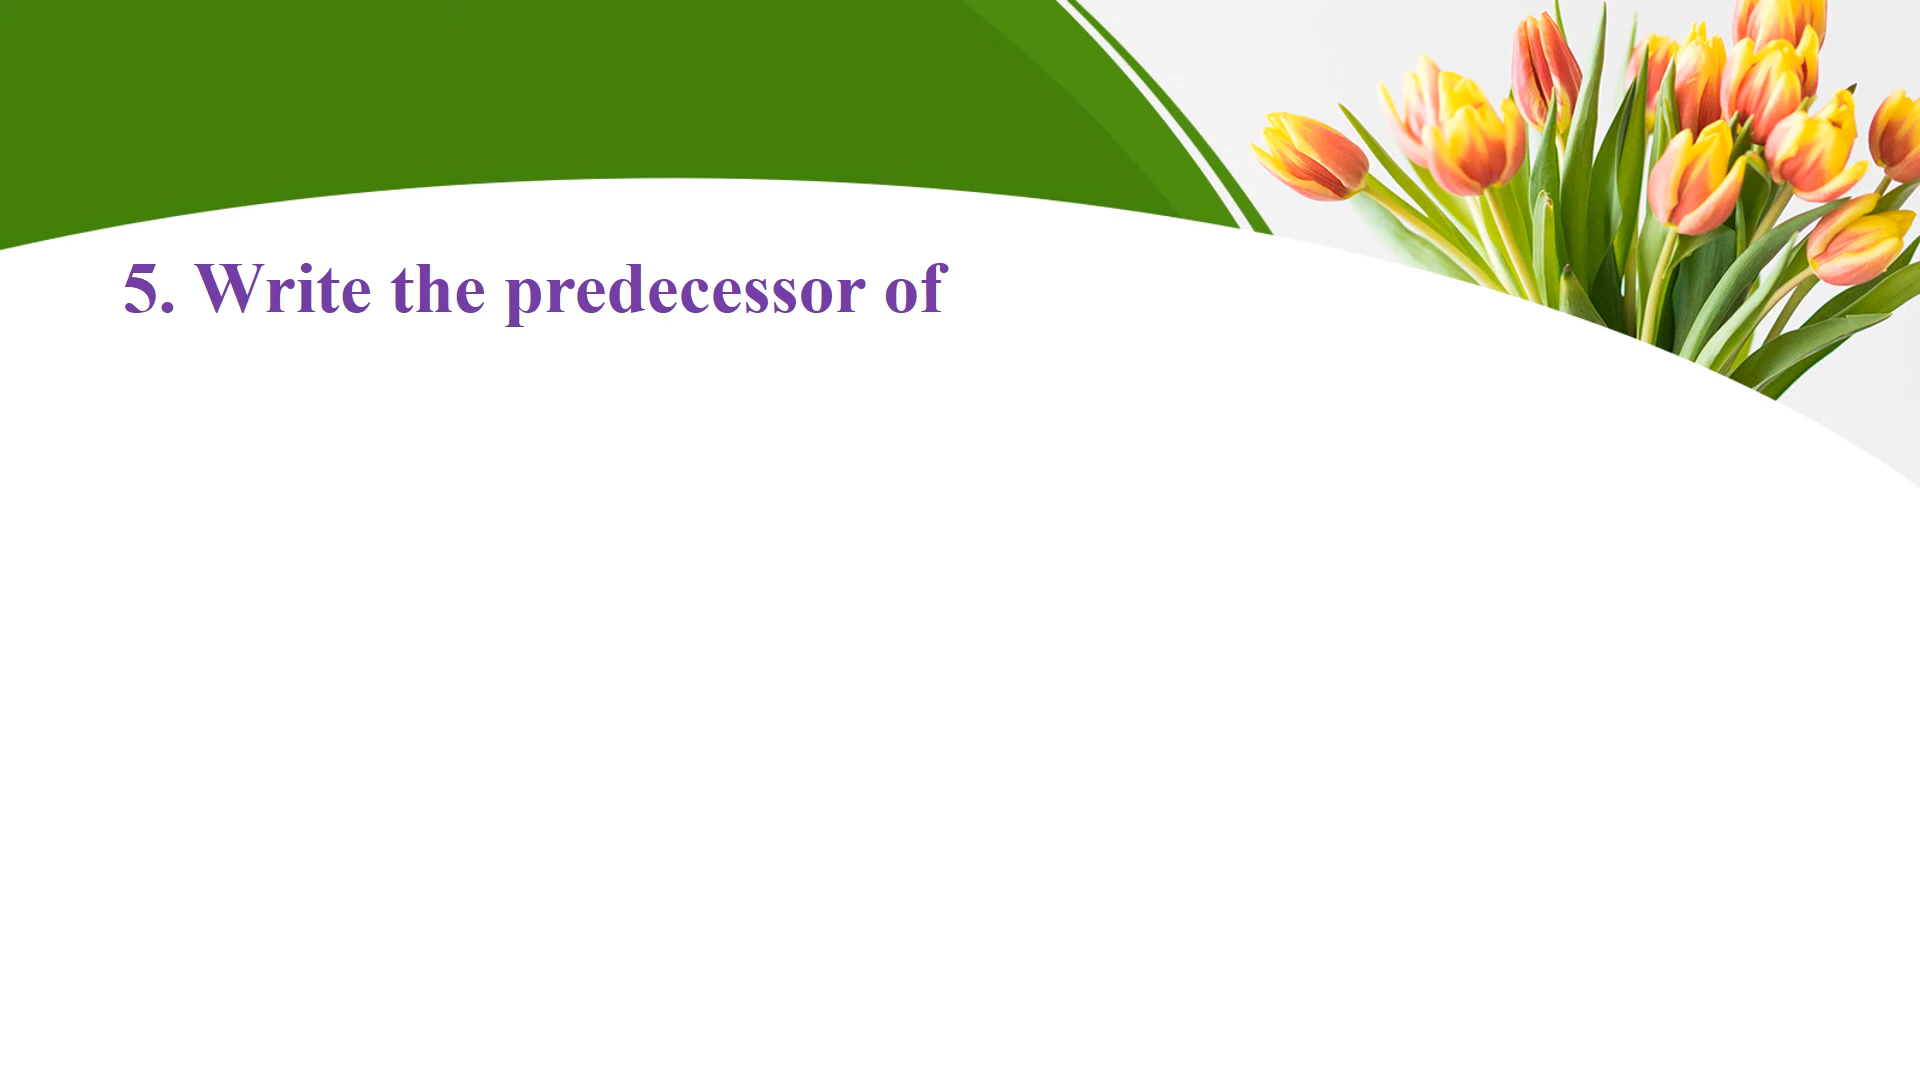 5. Write the predecessor of